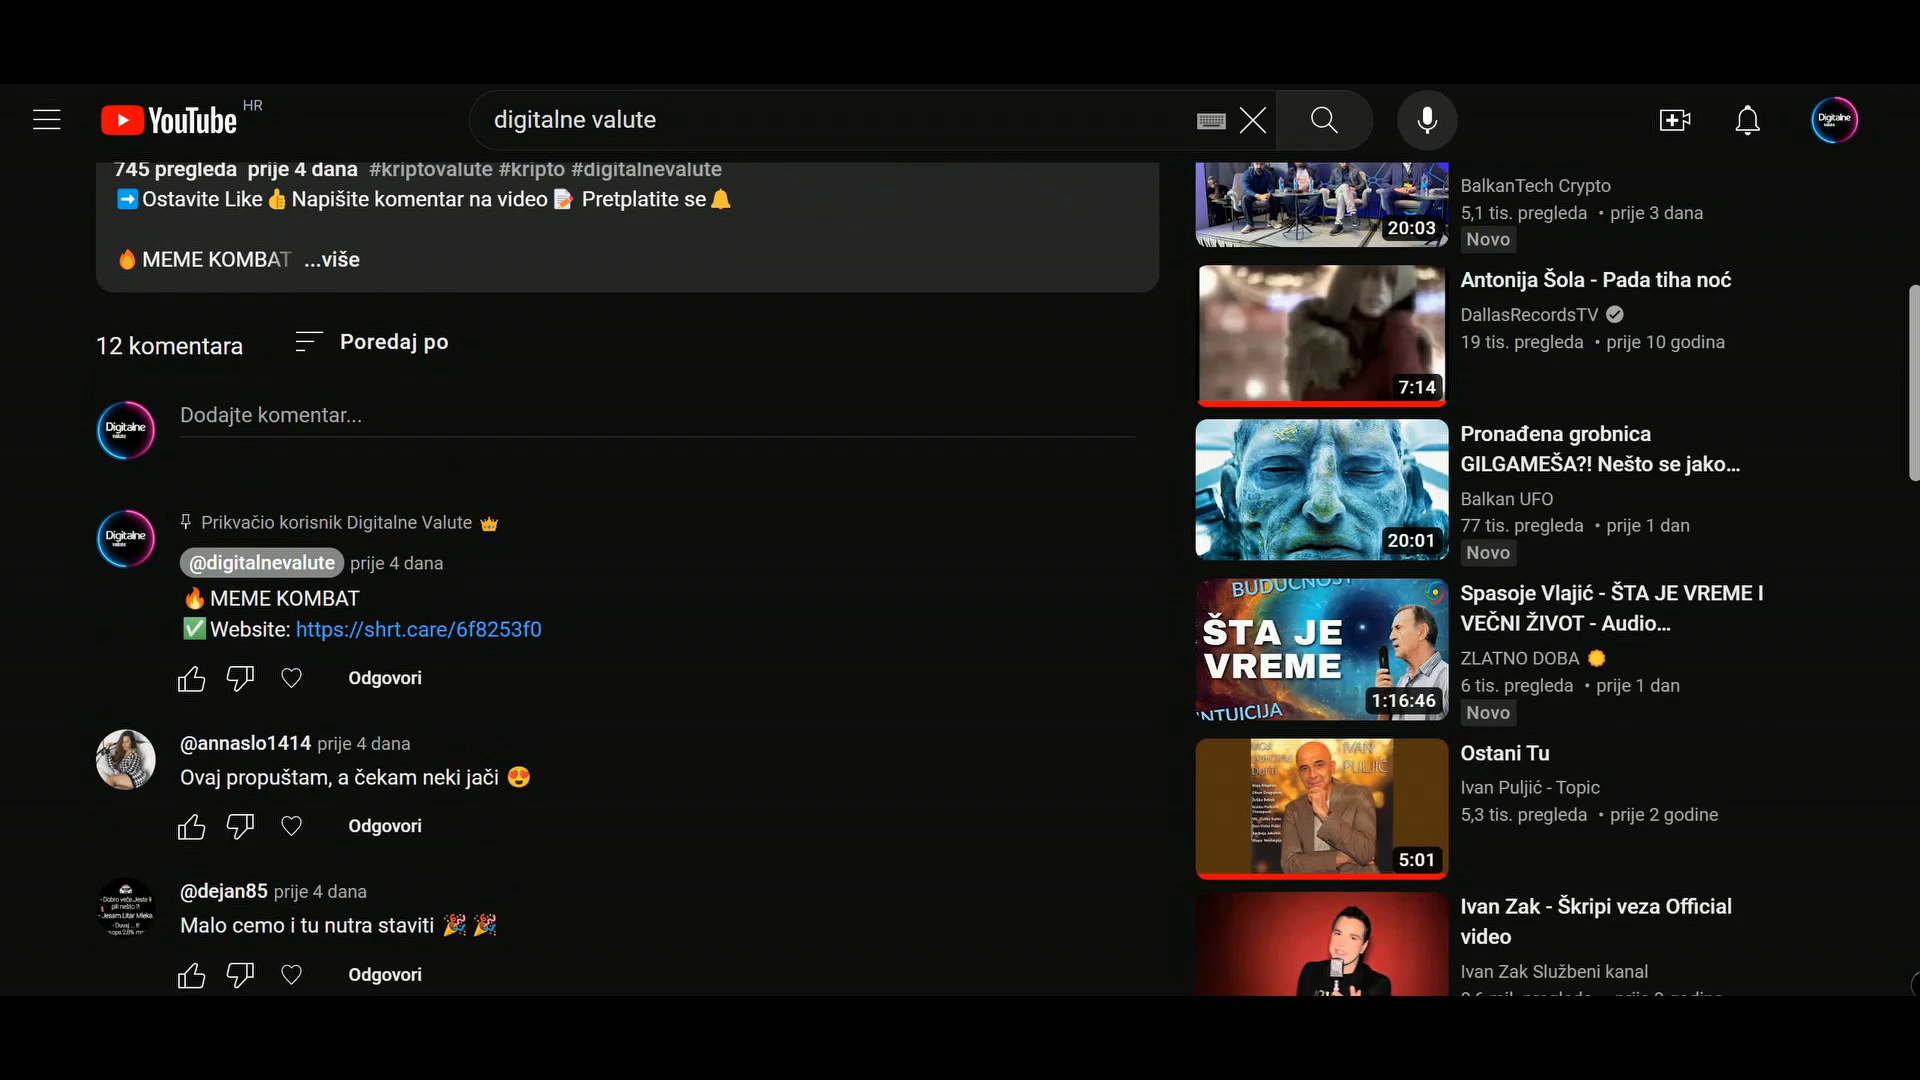 YouTube HR
digitalne valute
Digitalne
valute
745 pregleda prije 4 dana #kriptovalute #kripto #digitalnevalute
➡️Ostavite Like👍Napišite komentar na video📝 Pretplatite se🔔
🔥 MEME KOMBAT ...više
12 komentara
Poredaj po
Digitalne
valute
Dodajte komentar...
Digitalne
valute
Prikvačio korisnik Digitalne Valute 👑
@digitalnevalute prije 4 dana
🔥MEME KOMBAT
✅Website: https://shrt.care/6f8253f0
Odgovori
@annaslo1414 prije 4 dana
Ovaj propuštam, a čekam neki jači 😍
Odgovori
@dejan85 prije 4 dana
Malo cemo i tu nutra staviti 🎉 🎉
Odgovori
20:03
BalkanTech Crypto
5,1 tis. pregleda • prije 3 dana
Novo
7:14
Antonija Šola - Pada tiha noć
DallasRecordsTV
19 tis. pregleda • prije 10 godina
20:01
Pronađena grobnica
GILGAMEŠA?! Nešto se jako...
Balkan UFO
77 tis. pregleda • prije 1 dan
Novo
BUDUĆNOST
ŠTA JE
VREME
INTUICIJA
1:16:46
Spasoje Vlajić - ŠTA JE VREME I
VEČNI ŽIVOT - Audio...
ZLATNO DOBA
6 tis. pregleda • prije 1 dan
Novo
IVAN
PULJIĆ
5:01
Ostani Tu
Ivan Puljić - Topic
5,3 tis. pregleda • prije 2 godine
Ivan Zak - Škripi veza Official
video
Ivan Zak Službeni kanal